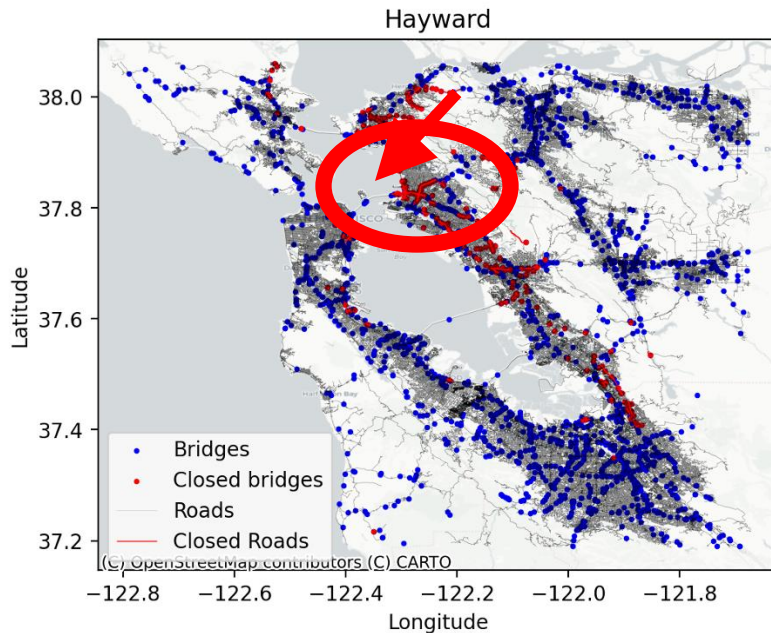 Hayward
38.0
37.8
37.6
37.4
37.2
Latitude
Bridges
Closed bridges
Roads
Closed Roads
(C) OpenStreetMap contributors (C) CARTO
−122.8
−122.6
−122.4
−122.2
−122.0
−121.8
Longitude